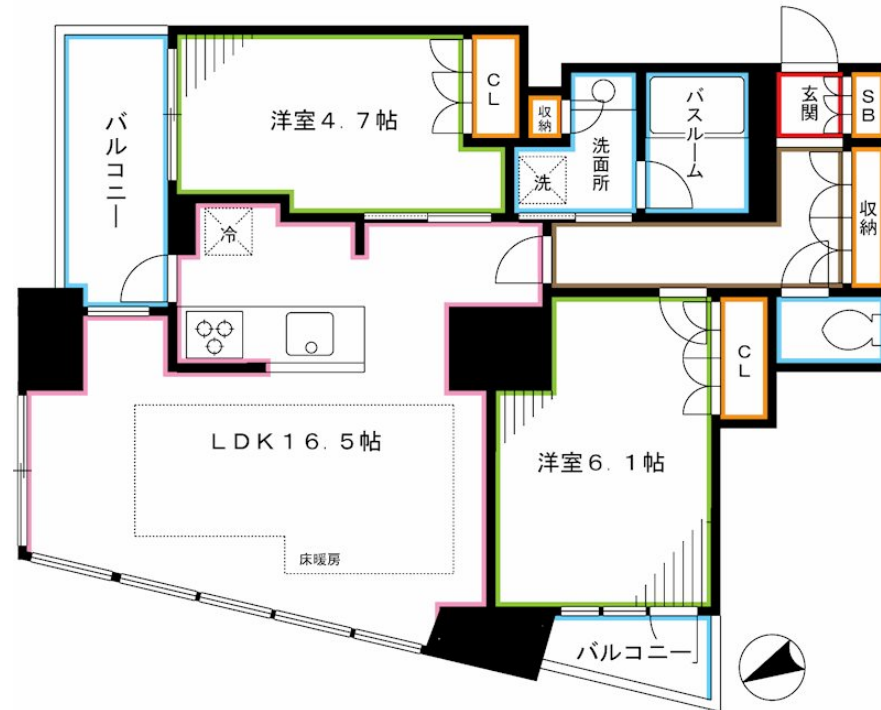 バルコニー
洋室4.7帖
CL
収納
洗面所
洗
バスルーム
玄関
SB
収納
冷
LDK16.5帖
床暖房
洋室6.1帖
CL
バルコニー